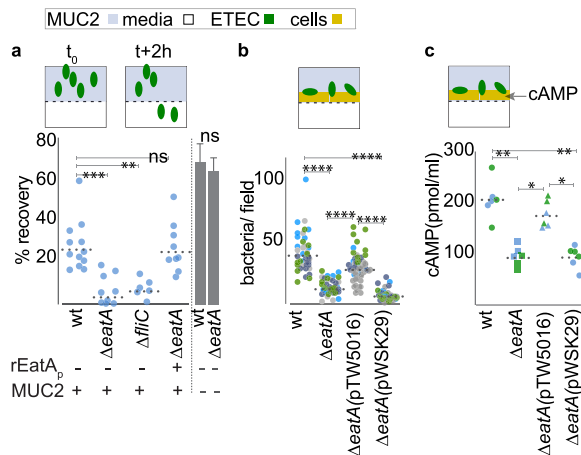 MUC2 media ETEC cells
a
t0
t+2h
% recovery
80
60
40
20
ns
**
***
ns
wt
ΔeatA
ΔfliC
ΔeatA
wt
ΔeatA
rEatAp - - - + - -
MUC2 + + + + - -
b
bacteria/ field
100
50
****
****
**** ****
wt
ΔeatA
ΔeatA(pTW5016)
ΔeatA(pWSK29)
c
cAMP
cAMP(pmol/ml)
300
200
100
**
**
* *
wt
ΔeatA
ΔeatA(pTW5016)
ΔeatA(pWSK29)